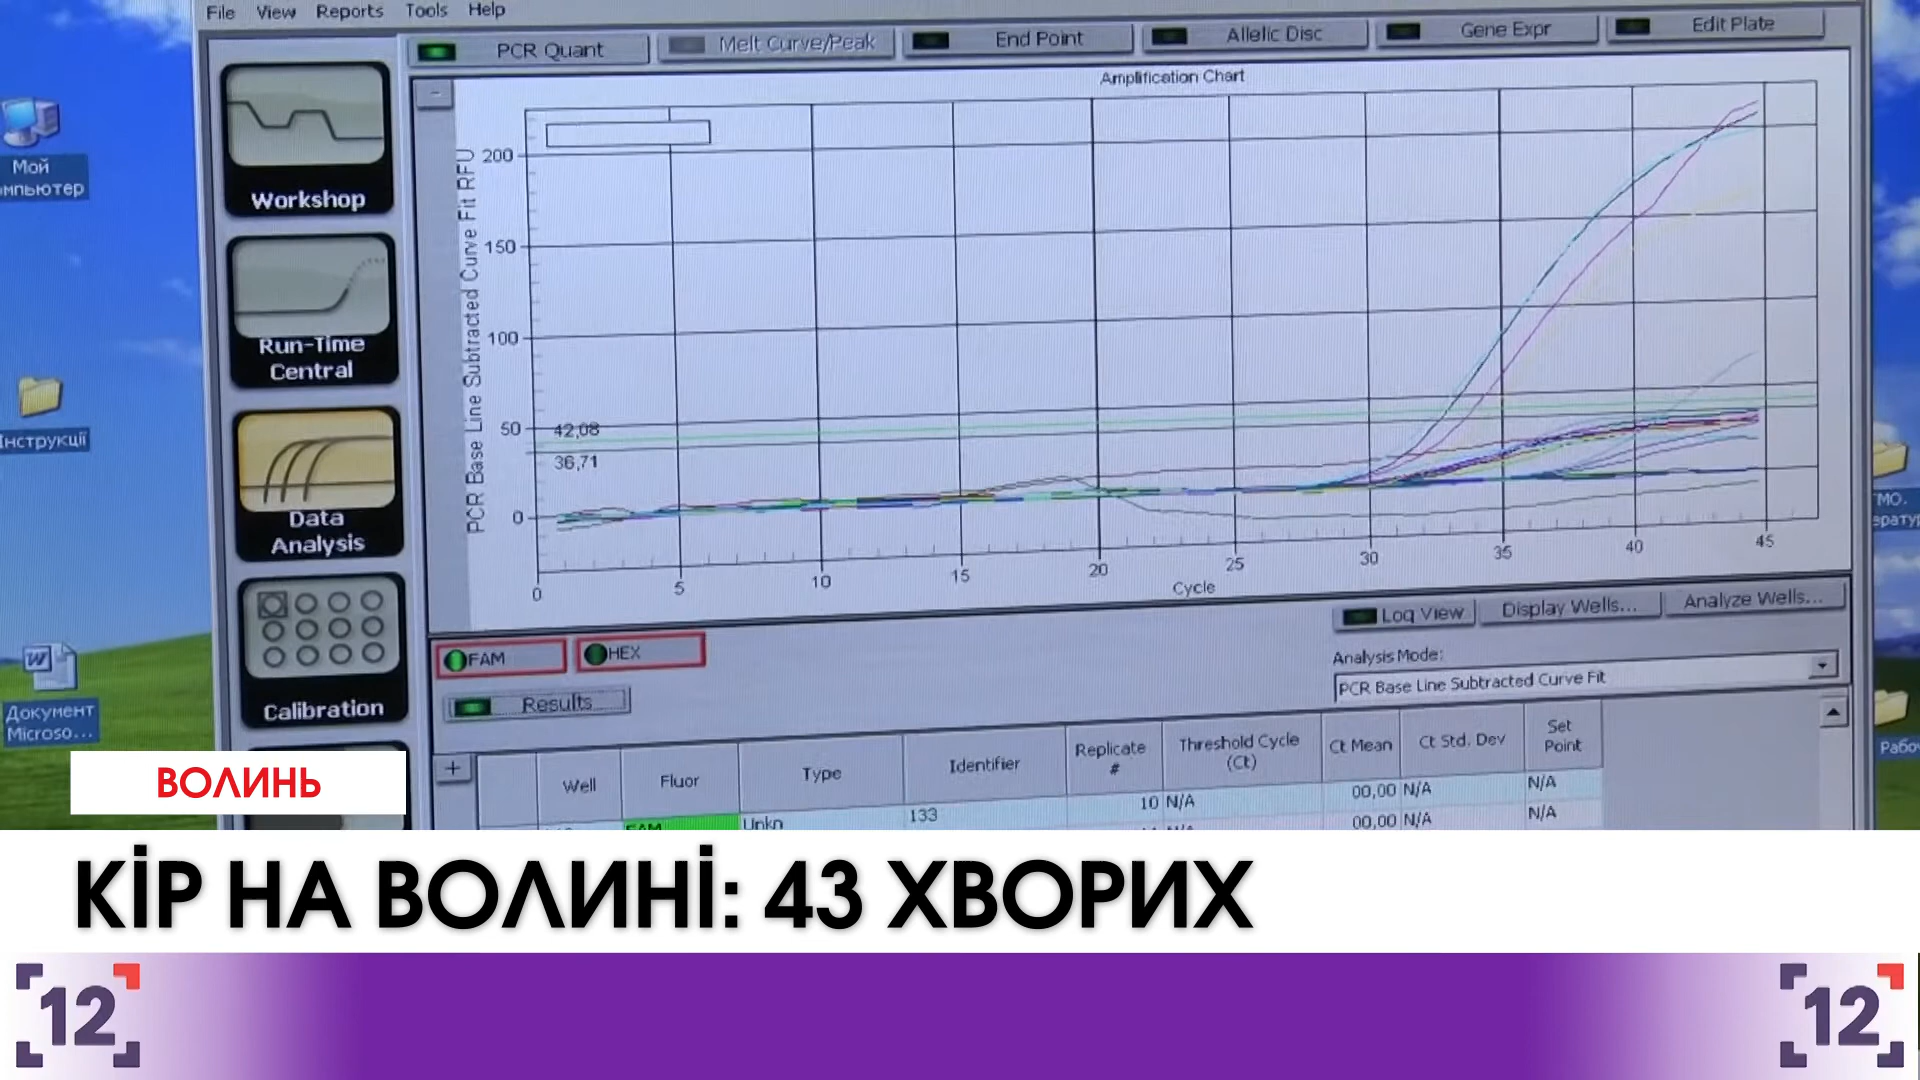 File View Reports Tools Help
PCR Quant Melt Curve/Peak End Point Allelic Disc Gene Expr Edit Plate
Amplification Chart
Workshop
Run-Time
Central
Data
Analysis
Calibration
Мой
Інструкції
Документ
Microso...
PCR Base Line Subtracted Curve Fit RFU
200
150
100
50
0
42,08
36,71
0 5 10 15 20 25 30 35 40 45
Cycle
Log View Display Wells... Analyze Wells...
FAM HEX
Analysis Mode:
PCR Base Line Subtracted Curve Fit
Results
Well Fluor Type Identifier Replicate # Threshold Cycle (Ct) Ct Mean Ct Std. Dev Set Point
FAM Unkn 133 10 N/A 00,00 N/A N/A
00,00 N/A N/A
ВОЛИНЬ
КІР НА ВОЛИНІ: 43 ХВОРИХ
12 12